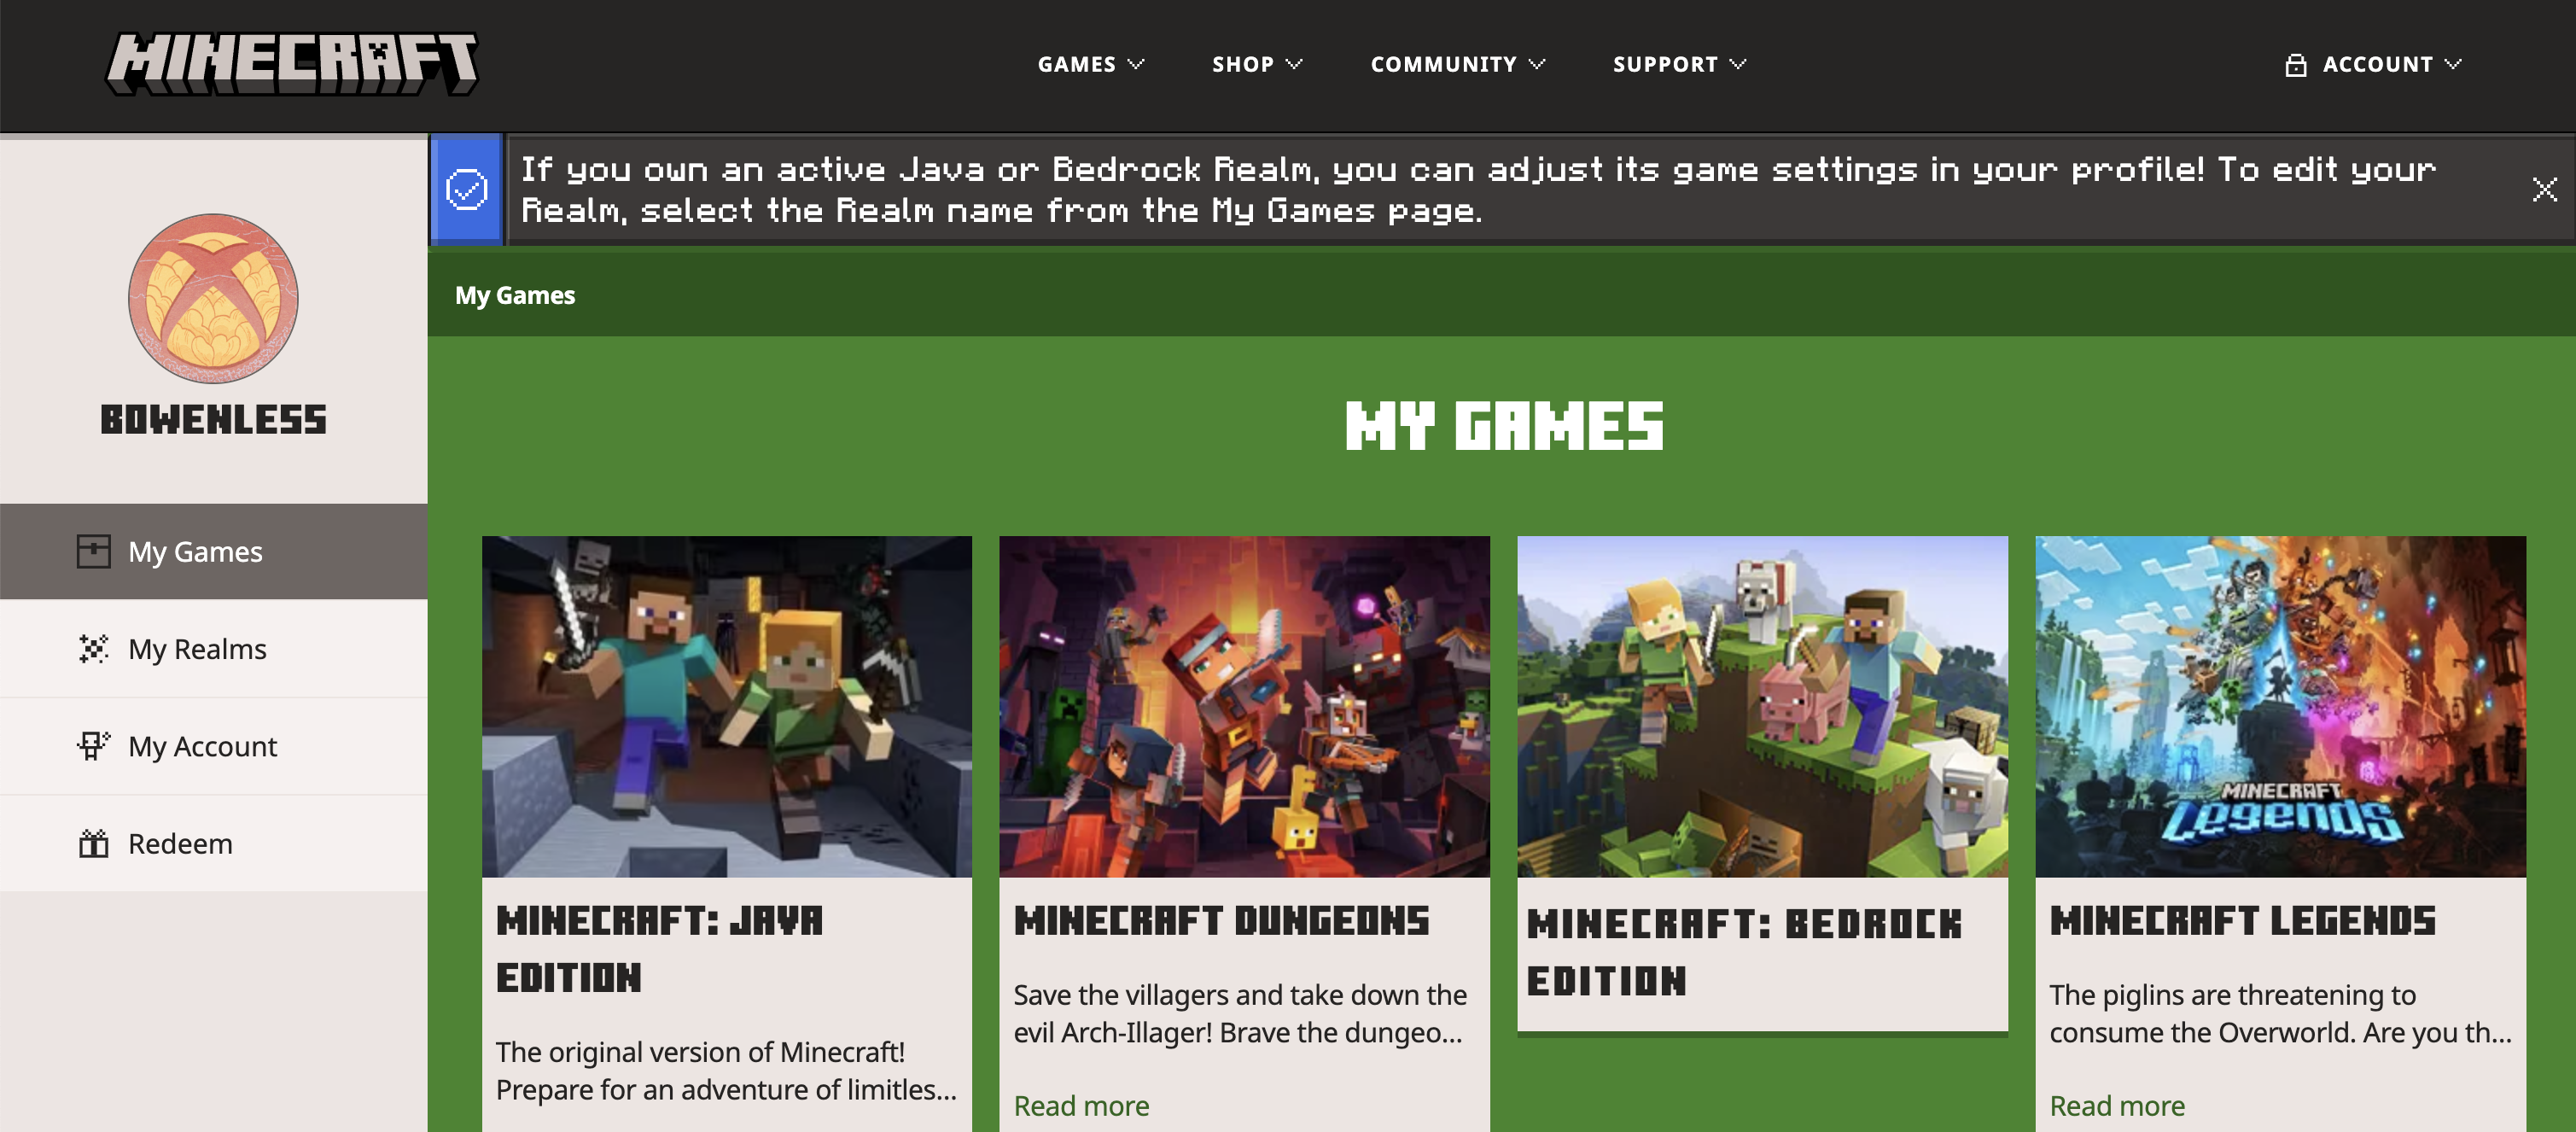 MINECRAFT
GAMES
SHOP
COMMUNITY
SUPPORT
ACCOUNT
If you own an active Java or Bedrock Realm, you can adjust its game settings in your profile! To edit your
Realm, select the Realm name from the My Games page.
BOWENLESS
My Games
My Realms
My Account
Redeem
My Games
MY GAMES
MINECRAFT: JAVA
EDITION
The original version of Minecraft!
Prepare for an adventure of limitles...
MINECRAFT DUNGEONS
Save the villagers and take down the
evil Arch-Illager! Brave the dungeo...
Read more
MINECRAFT: BEDROCK
EDITION
MINECRAFT
Legends
MINECRAFT LEGENDS
The piglins are threatening to
consume the Overworld. Are you th...
Read more